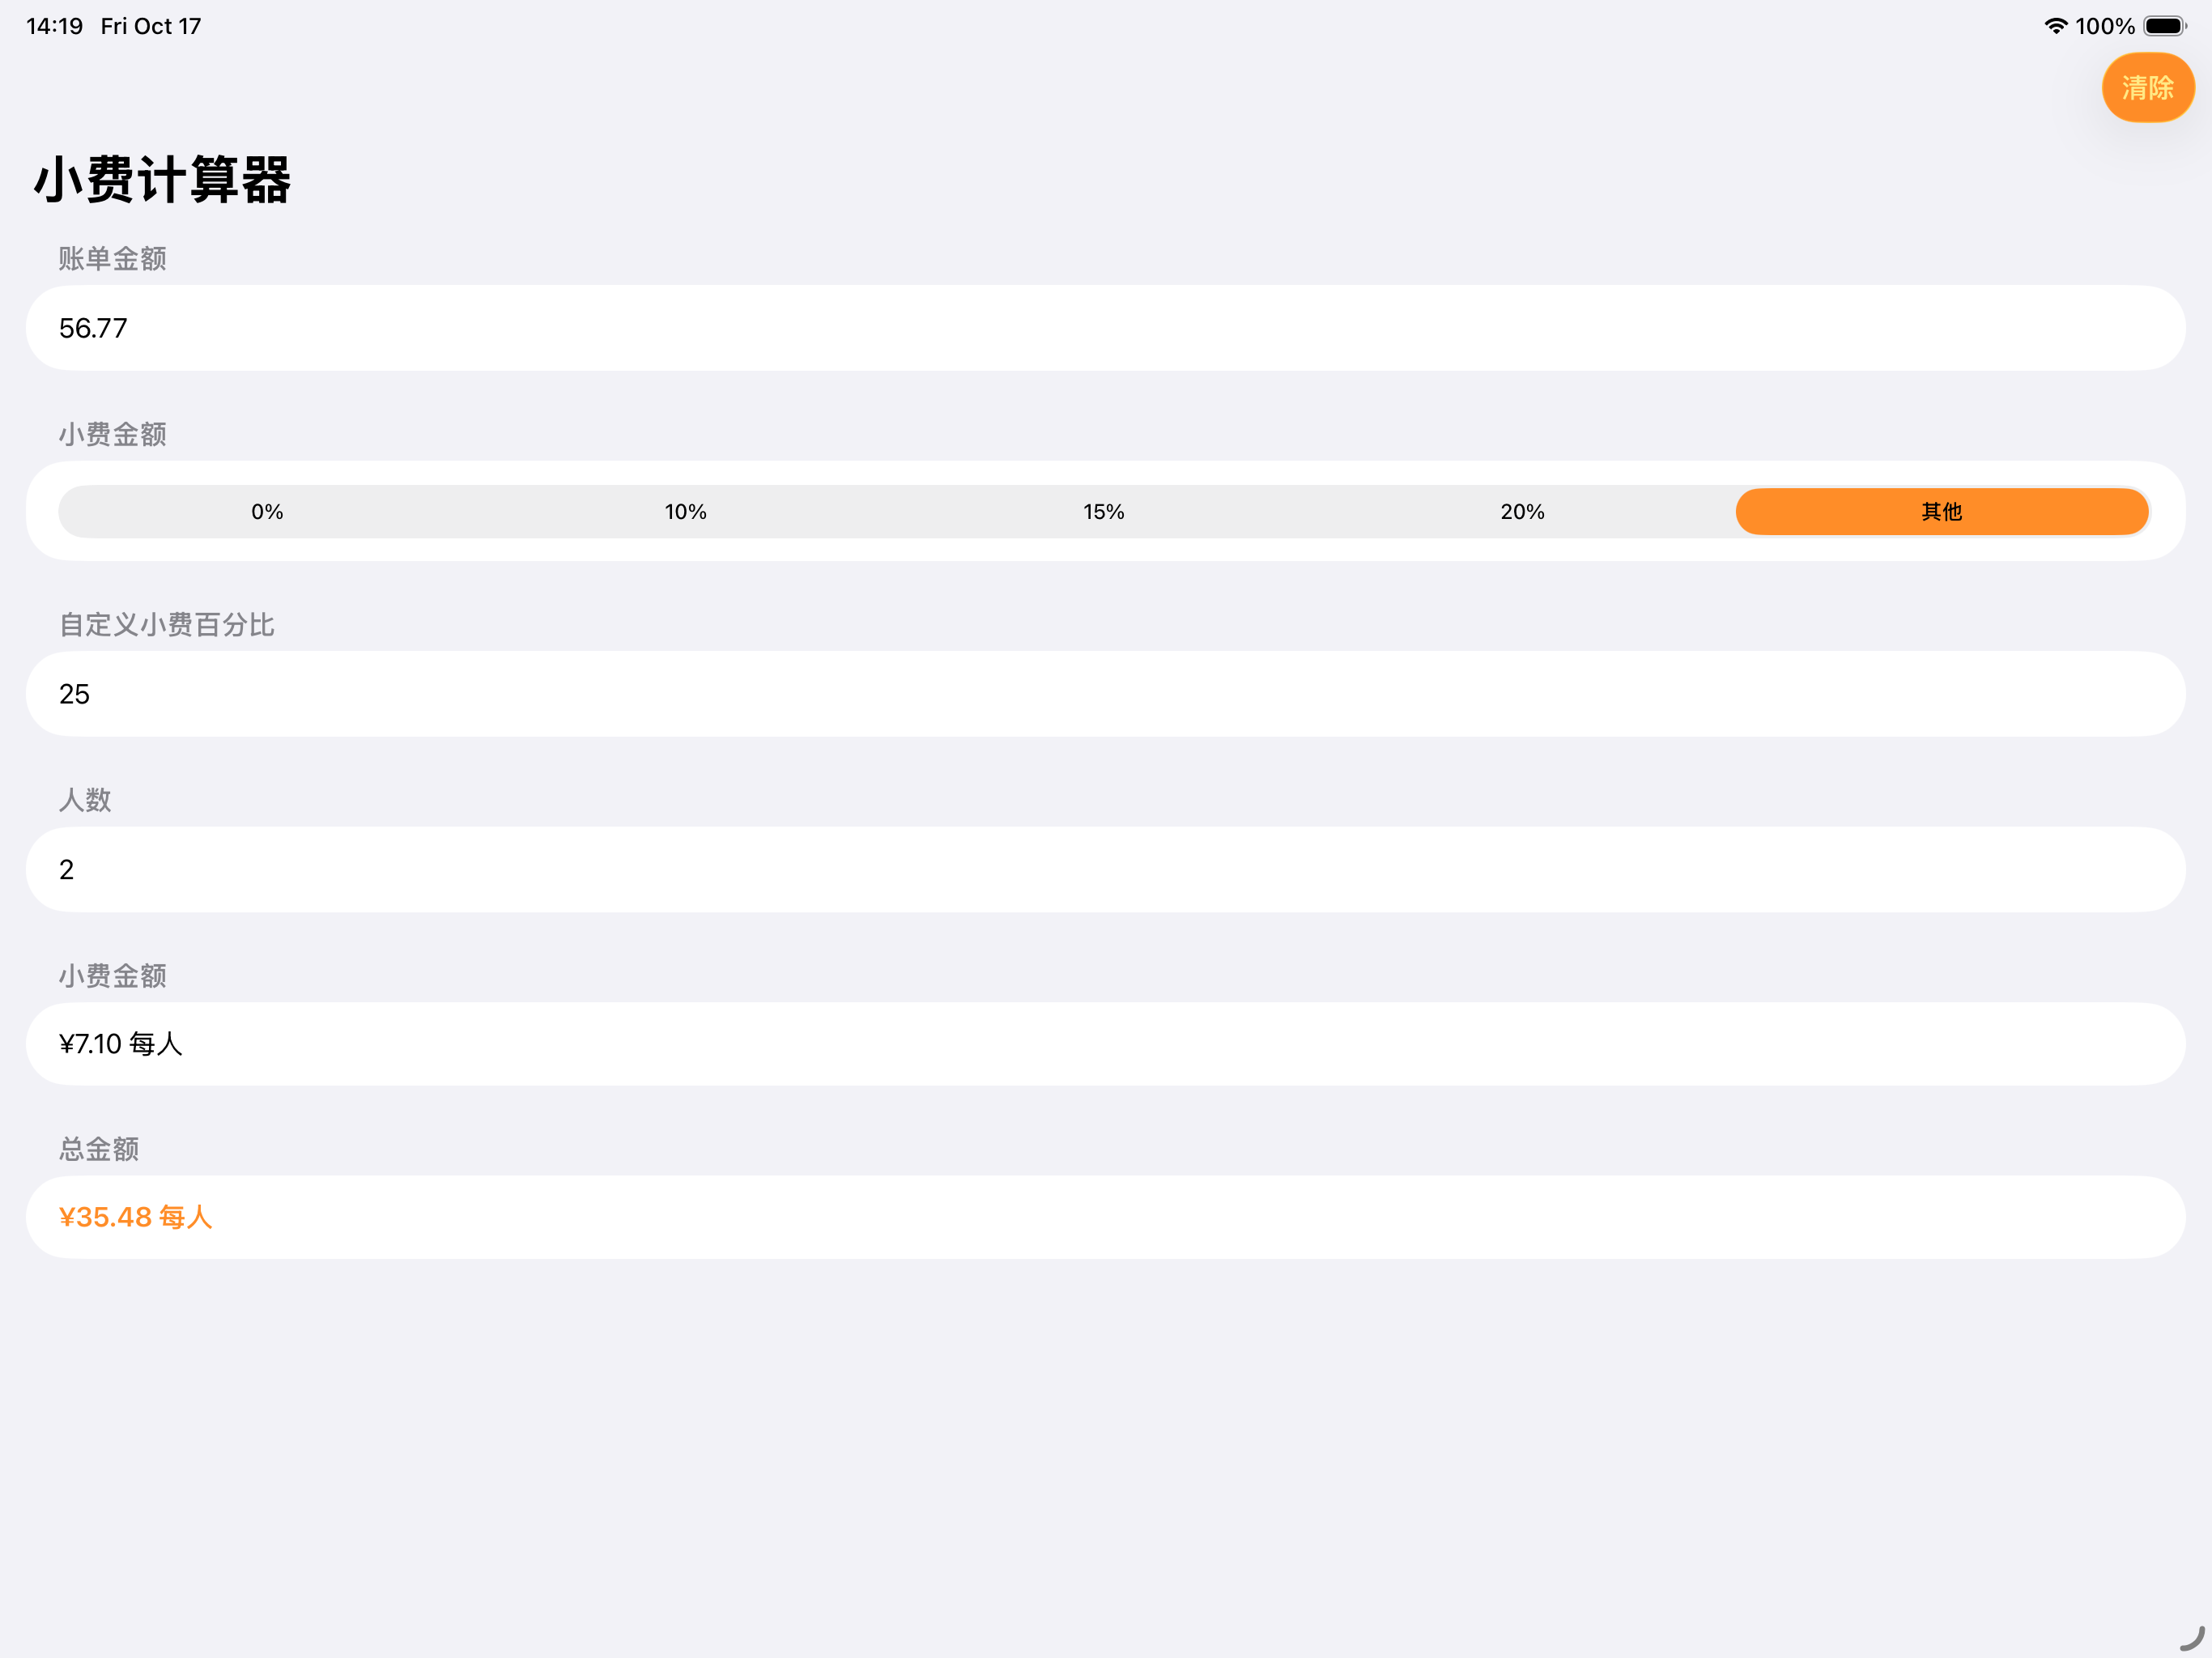 14:19 Fri Oct 17
100%
清除
小费计算器
账单金额
56.77
小费金额
0% 10% 15% 20% 其他
自定义小费百分比
25
人数
2
小费金额
¥7.10 每人
总金额
¥35.48 每人